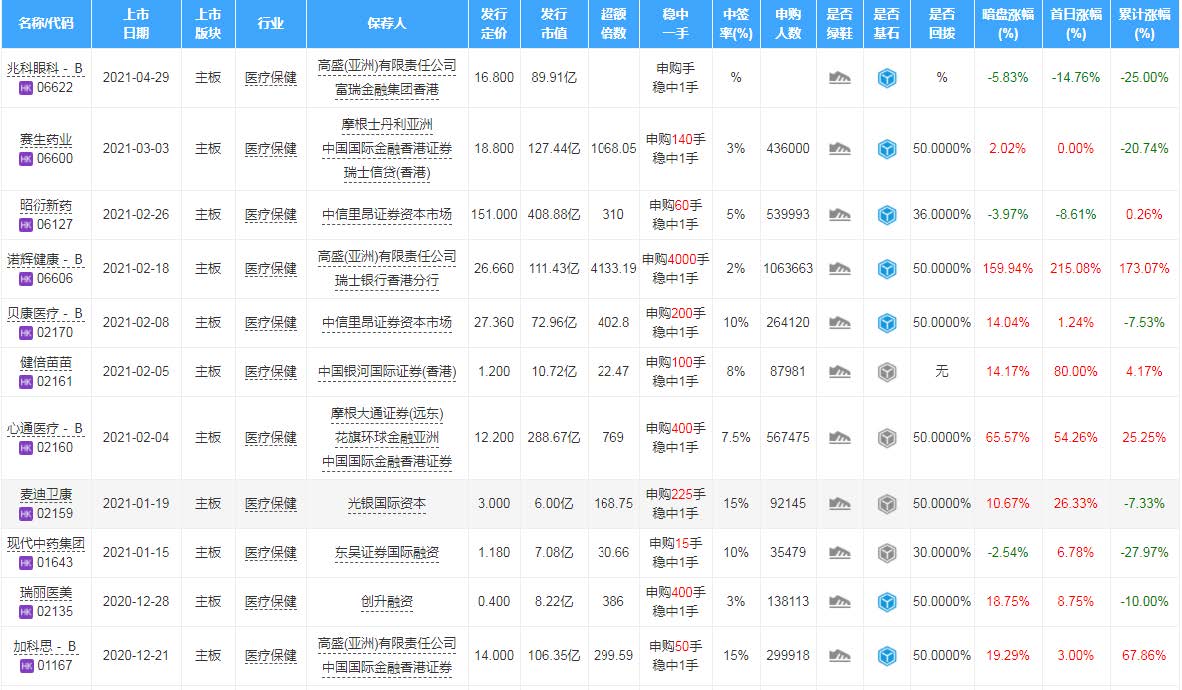 名称/代码 上市日期 上市版块 行业 保荐人 发行定价 发行市值 超额倍数 稳中一手 中签率(%) 申购人数 是否绿鞋 是否基石 是否回拨 暗盘涨幅(%) 首日涨幅(%) 累计涨幅(%)
兆科眼科 - B HK 06622 2021-04-29 主板 医疗保健 高盛(亚洲)有限责任公司 富瑞金融集团香港 16.800 89.91亿 申购手 稳中1手 % % -5.83% -14.76% -25.00%
赛生药业 HK 06600 2021-03-03 主板 医疗保健 摩根士丹利亚洲 中国国际金融香港证券 瑞士信贷(香港) 18.800 127.44亿 1068.05 申购140手 稳中1手 3% 436000 50.0000% 2.02% 0.00% -20.74%
昭衍新药 HK 06127 2021-02-26 主板 医疗保健 中信里昂证券资本市场 151.000 408.88亿 310 申购60手 稳中1手 5% 539993 36.0000% -3.97% -8.61% 0.26%
诺辉健康 - B HK 06606 2021-02-18 主板 医疗保健 高盛(亚洲)有限责任公司 瑞士银行香港分行 26.660 111.43亿 4133.19 申购4000手 稳中1手 2% 1063663 50.0000% 159.94% 215.08% 173.07%
贝康医疗 - B HK 02170 2021-02-08 主板 医疗保健 中信里昂证券资本市场 27.360 72.96亿 402.8 申购200手 稳中1手 10% 264120 50.0000% 14.04% 1.24% -7.53%
健倍苗苗 HK 02161 2021-02-05 主板 医疗保健 中国银河国际证券(香港) 1.200 10.72亿 22.47 申购100手 稳中1手 8% 87981 无 14.17% 80.00% 4.17%
心通医疗 - B HK 02160 2021-02-04 主板 医疗保健 摩根大通证券(远东) 花旗环球金融亚洲 中国国际金融香港证券 12.200 288.67亿 769 申购400手 稳中1手 7.5% 567475 50.0000% 65.57% 54.26% 25.25%
麦迪卫康 HK 02159 2021-01-19 主板 医疗保健 光银国际资本 3.000 6.00亿 168.75 申购225手 稳中1手 15% 92145 50.0000% 10.67% 26.33% -7.33%
现代中药集团 HK 01643 2021-01-15 主板 医疗保健 东吴证券国际融资 1.180 7.08亿 30.66 申购15手 稳中1手 10% 35479 30.0000% -2.54% 6.78% -27.97%
瑞丽医美 HK 02135 2020-12-28 主板 医疗保健 创升融资 0.400 8.22亿 386 申购400手 稳中1手 3% 138113 50.0000% 18.75% 8.75% -10.00%
加科思 - B HK 01167 2020-12-21 主板 医疗保健 高盛(亚洲)有限责任公司 中国国际金融香港证券 14.000 106.35亿 299.59 申购50手 稳中1手 15% 299918 50.0000% 19.29% 3.00% 67.86%